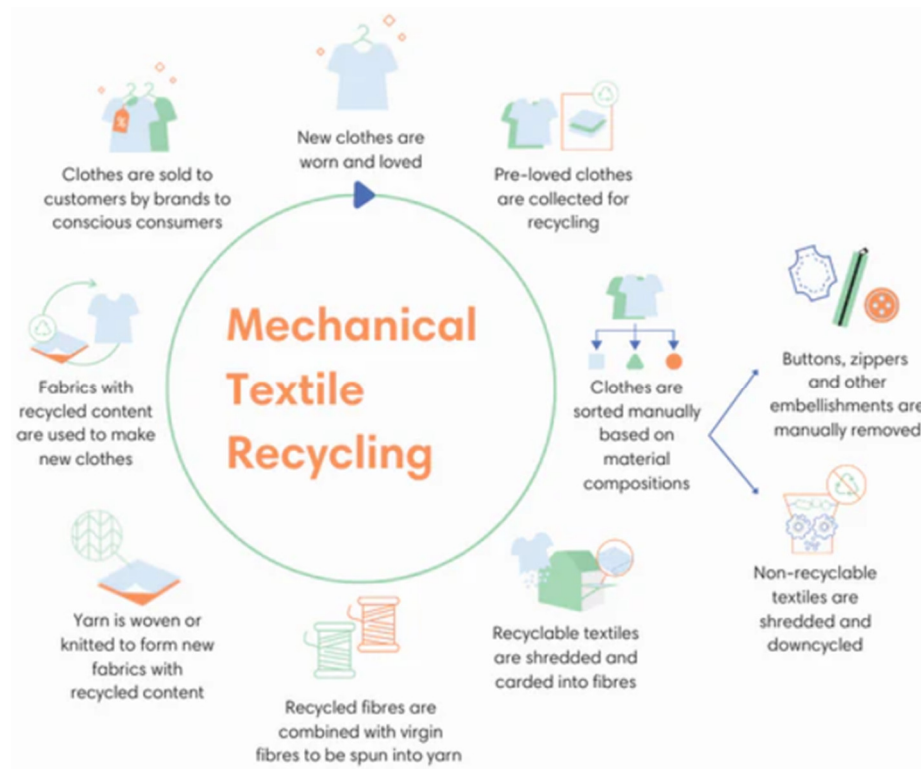 New clothes are
worn and loved
Pre-loved clothes
are collected for
recycling
Clothes are
sorted manually
based on
material
compositions
Buttons, zippers
and other
embellishments are
manually removed
Non-recyclable
textiles are
shredded and
downcycled
Recyclable textiles
are shredded and
carded into fibres
Recycled fibres are
combined with virgin
fibres to be spun into yarn
Yarn is woven or
knitted to form new
fabrics with
recycled content
Fabrics with
recycled content
are used to make
new clothes
%
Clothes are sold to
customers by brands to
conscious consumers
Mechanical
Textile
Recycling